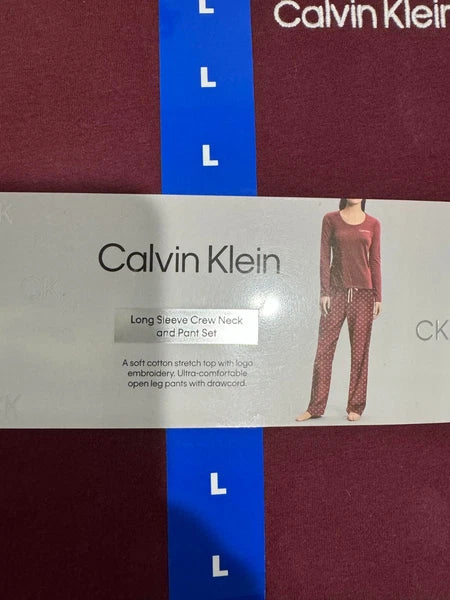 L
Calvin Klein
L
L
CK
Calvin Klein
Long Sleeve Crew Neck
and Pant Set
CK
A soft cotton stretch top with logo
embroidery. Ultra-comfortable
open leg pants with drawcord.
L
L